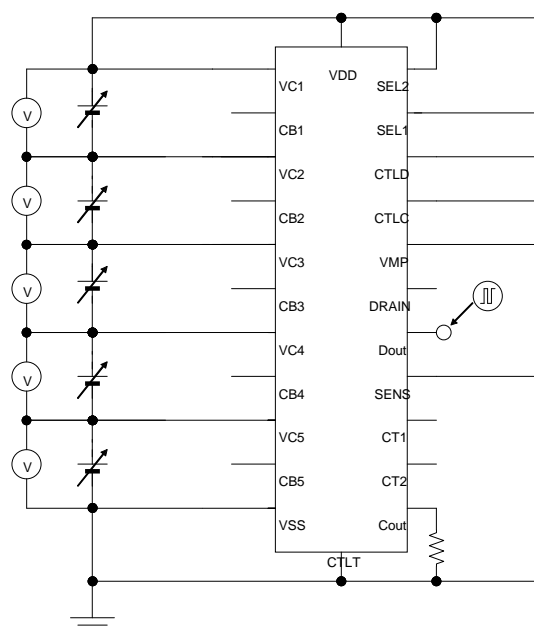 VDD
VC1
SEL2
V
CB1
SEL1
VC2
CTLD
V
CB2
CTLC
VC3
VMP
V
CB3
DRAIN
VC4
Dout
V
CB4
SENS
VC5
CT1
V
CB5
CT2
VSS
Cout
CTLT